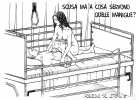 SCUSA MA A COSA SERVONO
QUELLE MANIGLIE?